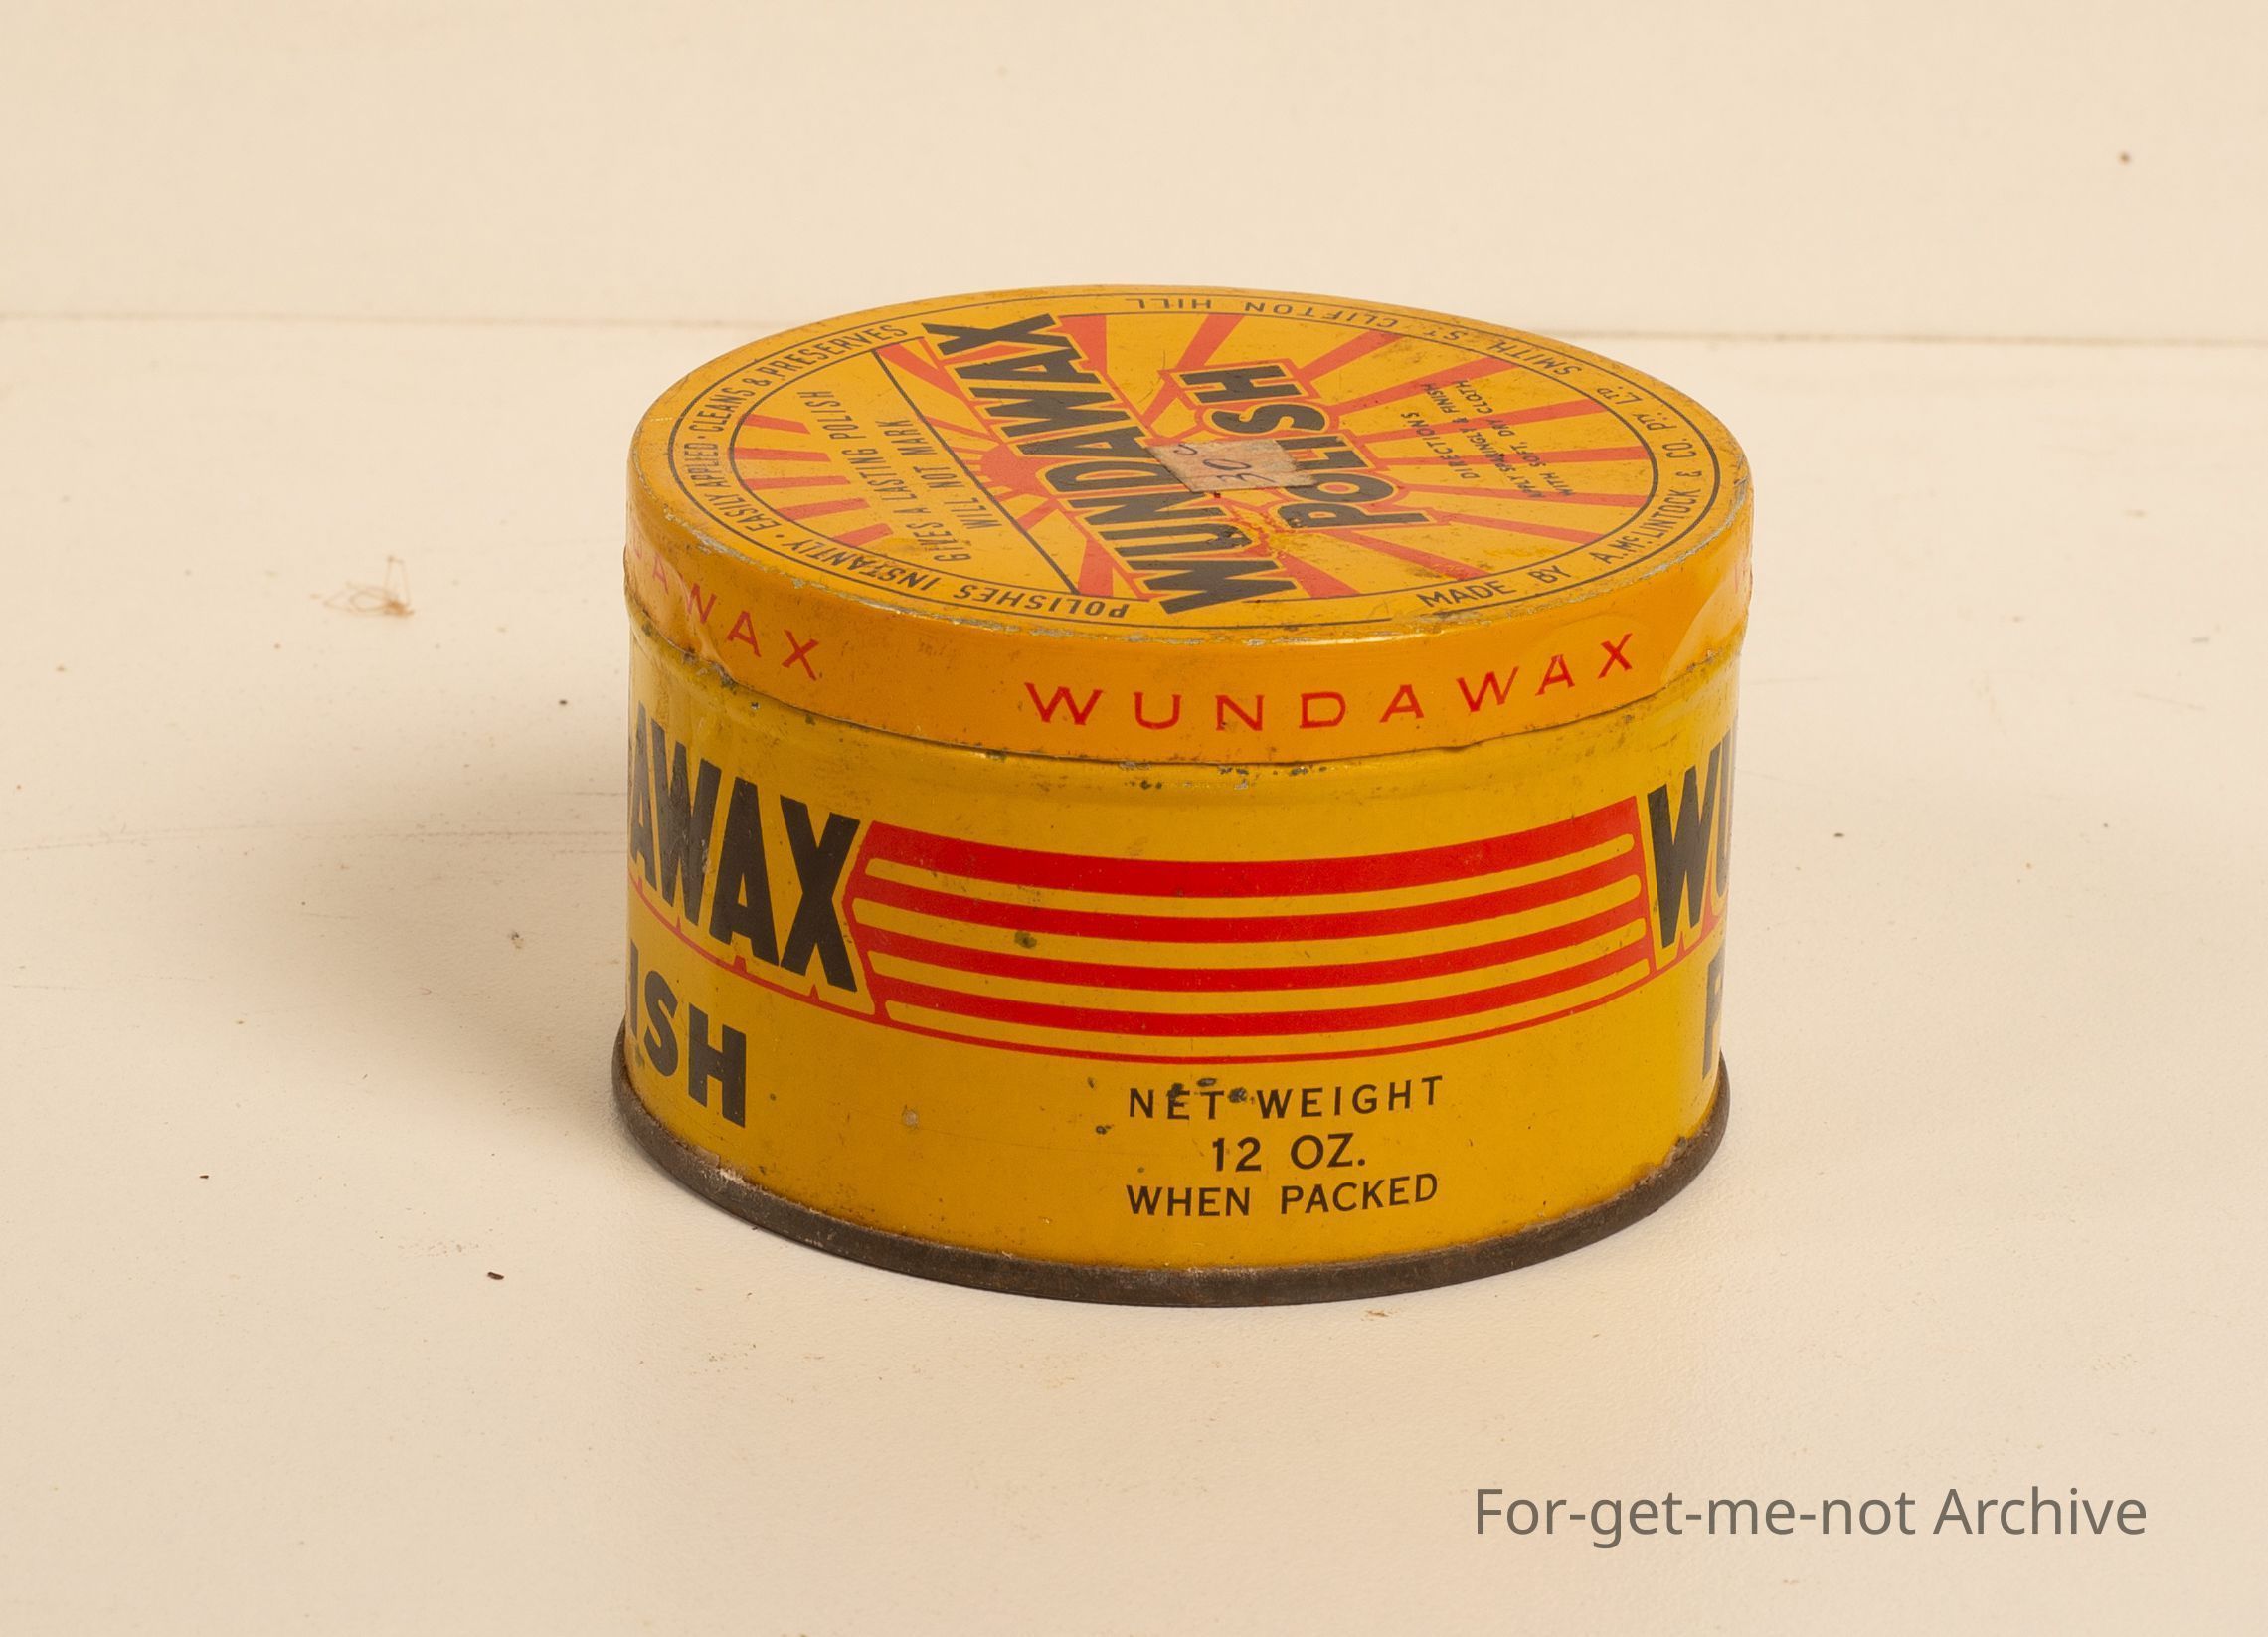 POLISHES INSTANTLY · EASILY APPLIED · CLEANS & PRESERVES
GIVES A LASTING POLISH
WILL NOT MARK
WUNDAWAX
POLISH
30c
DIRECTIONS
APPLY SPARINGLY & FINISH
WITH SOFT, DRY CLOTH
MADE BY A. McLINTOCK & CO. PTY. LTD. SMITH ST CLIFTON HILL
AWAX
WUNDAWAX
AWAX
WU
ISH
P
NET WEIGHT
12 OZ.
WHEN PACKED
For-get-me-not Archive